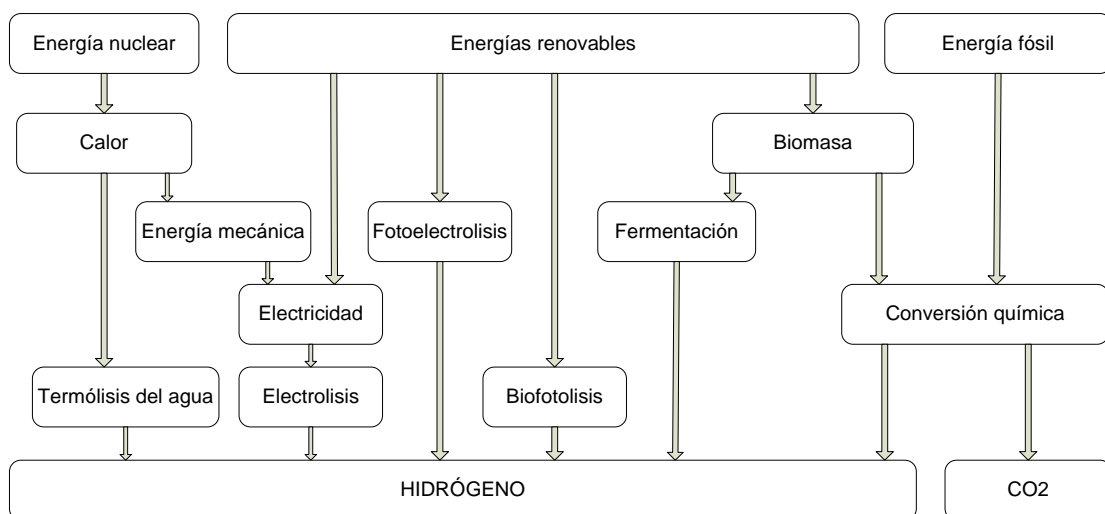 Energía nuclear
Energías renovables
Energía fósil
Calor
Biomasa
Energía mecánica
Fotoelectrolisis
Fermentación
Electricidad
Conversión química
Termólisis del agua
Electrolisis
Biofotolisis
HIDRÓGENO
CO2